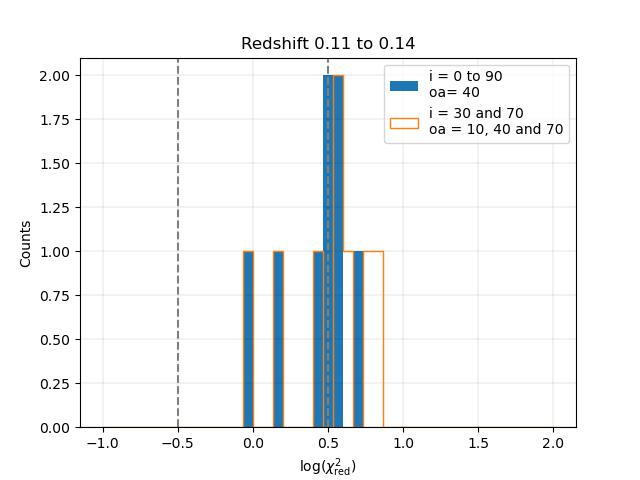 Redshift 0.11 to 0.14
i = 0 to 90
oa= 40
i = 30 and 70
oa = 10, 40 and 70
Counts
2.00
1.75
1.50
1.25
1.00
0.75
0.50
0.25
0.00
−1.0 −0.5 0.0 0.5 1.0 1.5 2.0
log(χ²red)